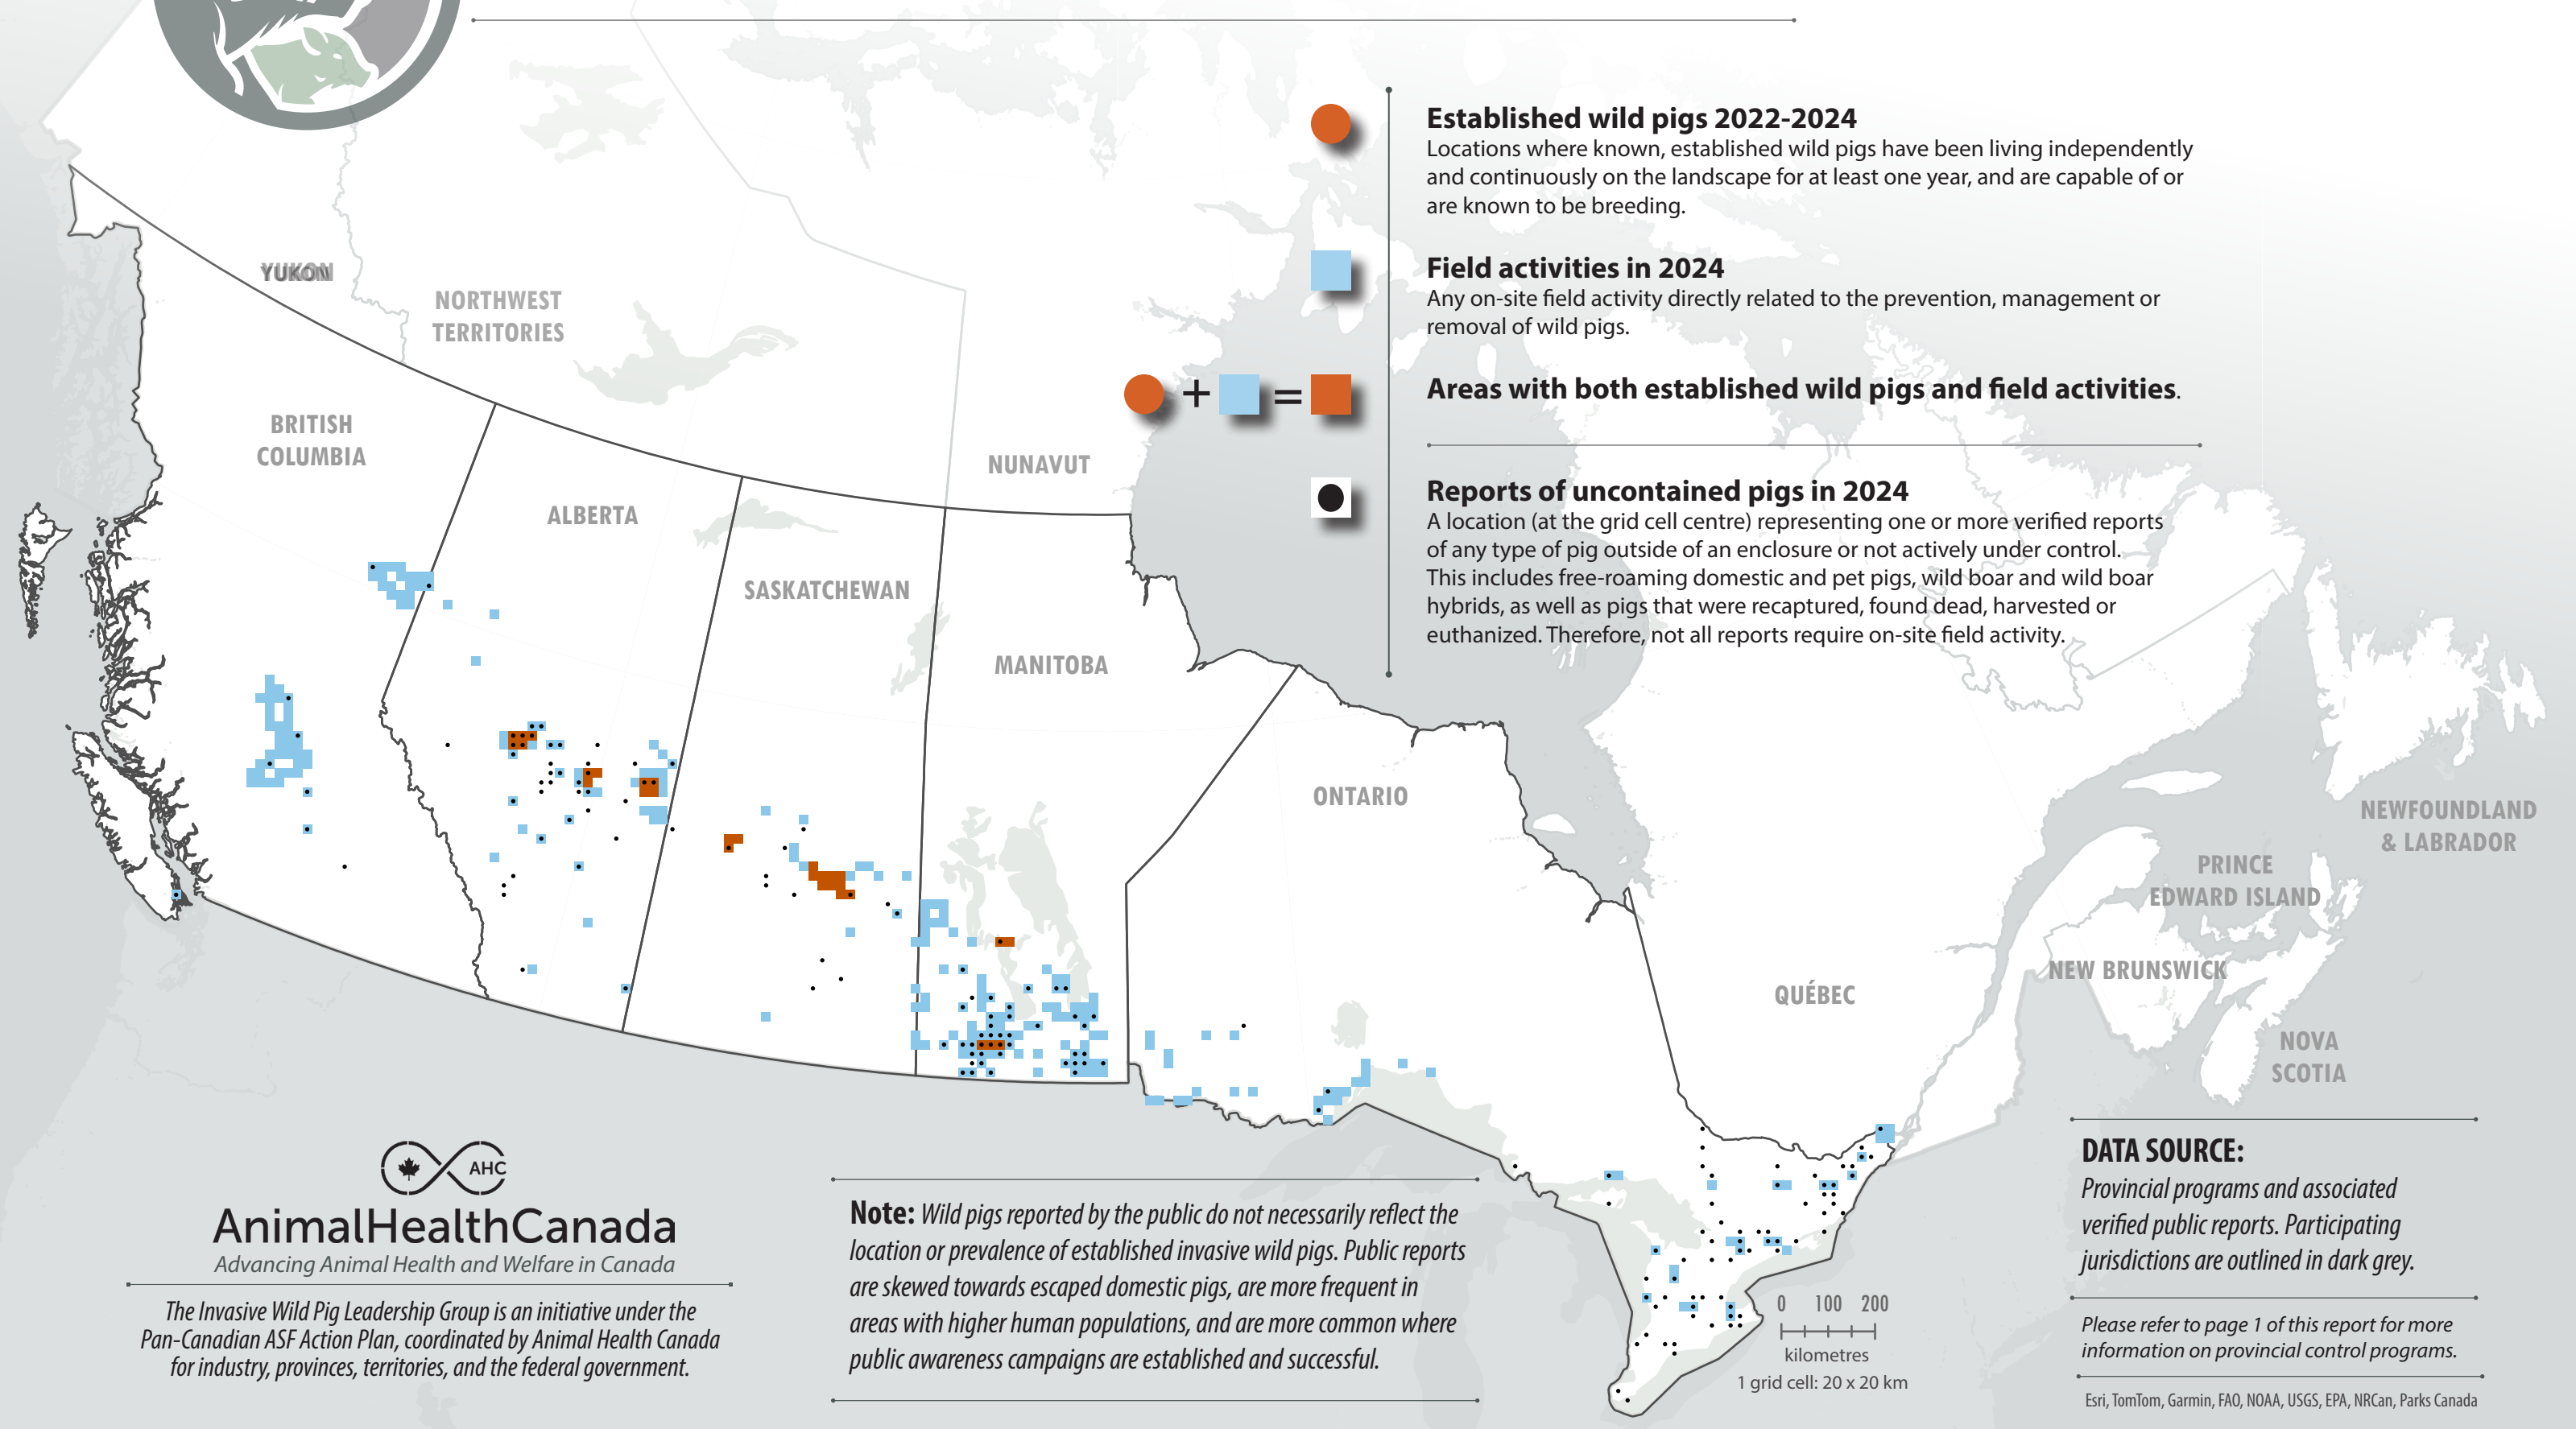 Established wild pigs 2022-2024
Locations where known, established wild pigs have been living independently
and continuously on the landscape for at least one year, and are capable of or
are known to be breeding.
Field activities in 2024
Any on-site field activity directly related to the prevention, management or
removal of wild pigs.
+ =
Areas with both established wild pigs and field activities.
Reports of uncontained pigs in 2024
A location (at the grid cell centre) representing one or more verified reports
of any type of pig outside of an enclosure or not actively under control.
This includes free-roaming domestic and pet pigs, wild boar and wild boar
hybrids, as well as pigs that were recaptured, found dead, harvested or
euthanized. Therefore, not all reports require on-site field activity.
YUKON
NORTHWEST
TERRITORIES
NUNAVUT
BRITISH
COLUMBIA
ALBERTA
SASKATCHEWAN
MANITOBA
ONTARIO
QUÉBEC
NEWFOUNDLAND
& LABRADOR
PRINCE
EDWARD ISLAND
NEW BRUNSWICK
NOVA
SCOTIA
AHC
AnimalHealthCanada
Advancing Animal Health and Welfare in Canada
The Invasive Wild Pig Leadership Group is an initiative under the
Pan-Canadian ASF Action Plan, coordinated by Animal Health Canada
for industry, provinces, territories, and the federal government.
Note: Wild pigs reported by the public do not necessarily reflect the
location or prevalence of established invasive wild pigs. Public reports
are skewed towards escaped domestic pigs, are more frequent in
areas with higher human populations, and are more common where
public awareness campaigns are established and successful.
0 100 200
kilometres
1 grid cell: 20 x 20 km
DATA SOURCE:
Provincial programs and associated
verified public reports. Participating
jurisdictions are outlined in dark grey.
Please refer to page 1 of this report for more
information on provincial control programs.
Esri, TomTom, Garmin, FAO, NOAA, USGS, EPA, NRCan, Parks Canada